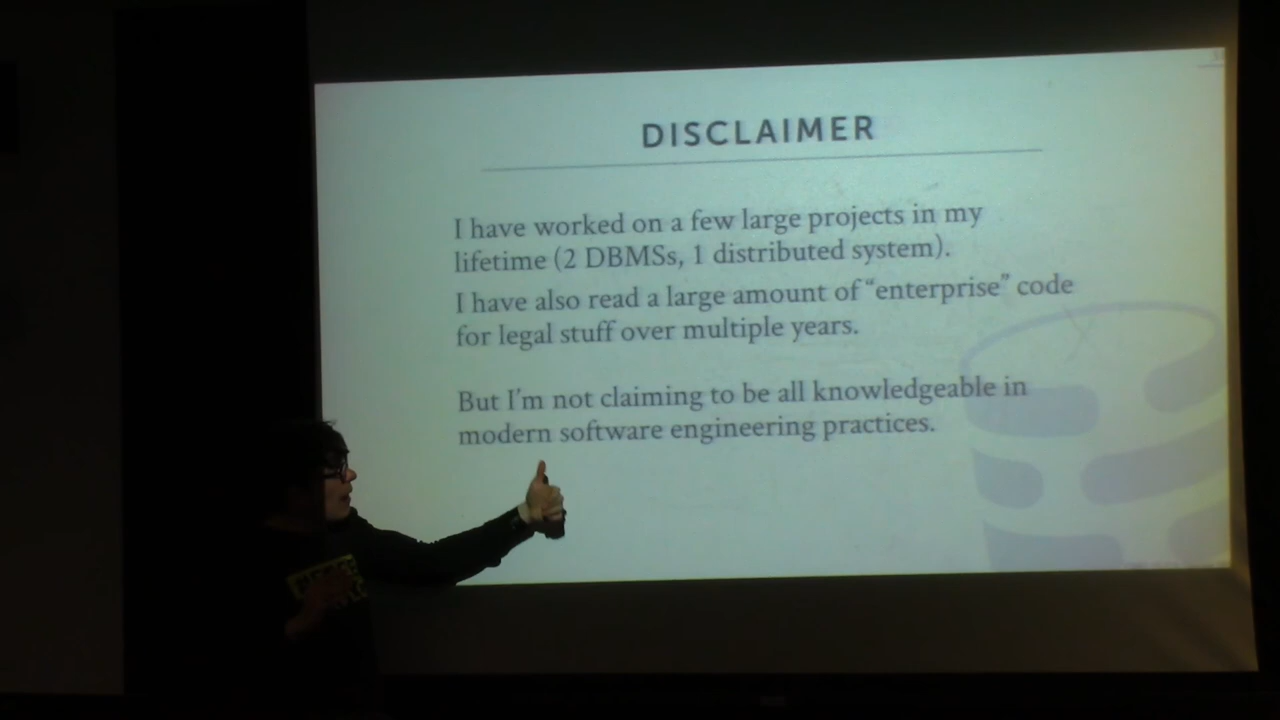 DISCLAIMER
I have worked on a few large projects in my
lifetime (2 DBMSs, 1 distributed system).
I have also read a large amount of “enterprise” code
for legal stuff over multiple years.
But I'm not claiming to be all knowledgeable in
modern software engineering practices.